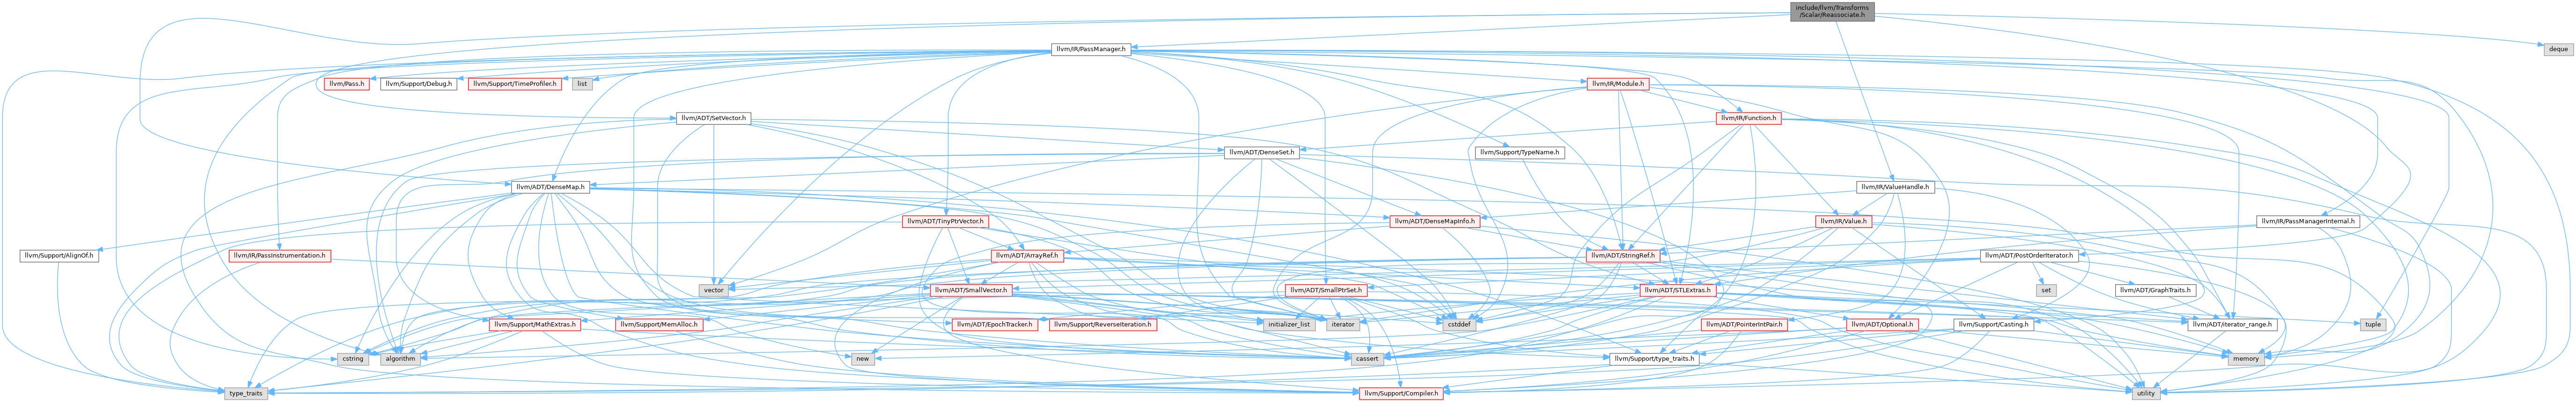 include/llvm/Transforms
/Scalar/Reassociate.h
llvm/IR/PassManager.h
deque
llvm/Pass.h
llvm/Support/Debug.h
llvm/Support/TimeProfiler.h
list
llvm/IR/Module.h
llvm/ADT/SetVector.h
llvm/IR/Function.h
llvm/ADT/DenseSet.h
llvm/Support/TypeName.h
llvm/ADT/DenseMap.h
llvm/IR/ValueHandle.h
llvm/ADT/TinyPtrVector.h
llvm/ADT/DenseMapInfo.h
llvm/IR/Value.h
llvm/IR/PassManagerInternal.h
llvm/Support/AlignOf.h
llvm/IR/PassInstrumentation.h
llvm/ADT/ArrayRef.h
llvm/ADT/StringRef.h
llvm/ADT/PostOrderIterator.h
vector
llvm/ADT/SmallVector.h
llvm/ADT/SmallPtrSet.h
llvm/ADT/STLExtras.h
set
llvm/ADT/GraphTraits.h
llvm/Support/MathExtras.h
llvm/Support/MemAlloc.h
llvm/ADT/EpochTracker.h
llvm/Support/ReverseIteration.h
initializer_list
iterator
cstddef
llvm/ADT/PointerIntPair.h
llvm/ADT/Optional.h
llvm/Support/Casting.h
llvm/ADT/iterator_range.h
tuple
cstring
algorithm
new
cassert
llvm/Support/type_traits.h
memory
type_traits
llvm/Support/Compiler.h
utility